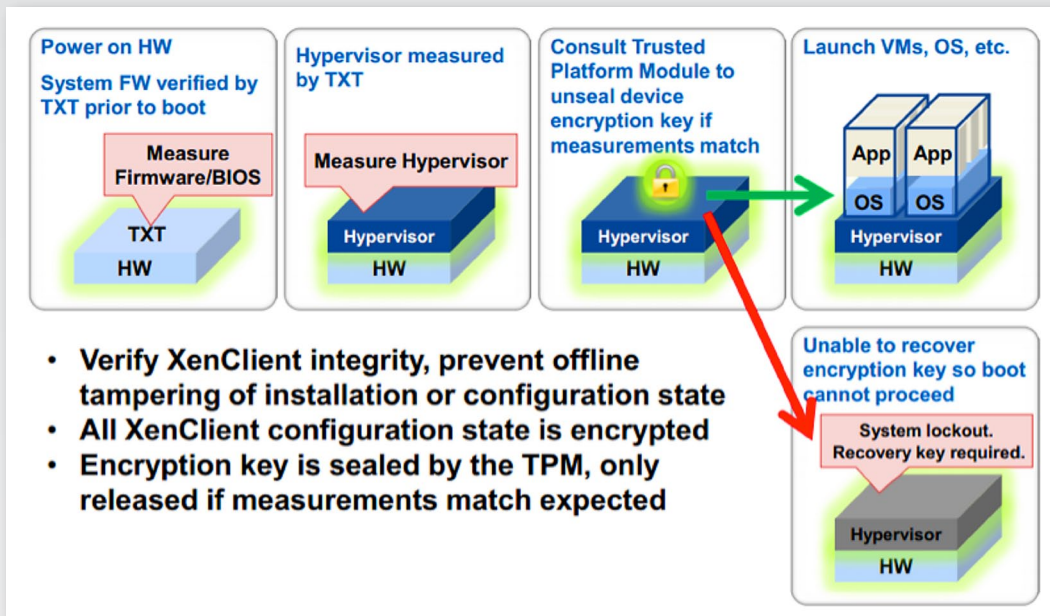 Power on HW
System FW verified by
TXT prior to boot
Measure
Firmware/BIOS
TXT
HW
Hypervisor measured
by TXT
Measure Hypervisor
Hypervisor
HW
Consult Trusted
Platform Module to
unseal device
encryption key if
measurements match
Hypervisor
HW
Launch VMs, OS, etc.
App
App
OS
OS
Hypervisor
HW
• Verify XenClient integrity, prevent offline
tampering of installation or configuration state
• All XenClient configuration state is encrypted
• Encryption key is sealed by the TPM, only
released if measurements match expected
Unable to recover
encryption key so boot
cannot proceed
System lockout.
Recovery key required.
Hypervisor
HW